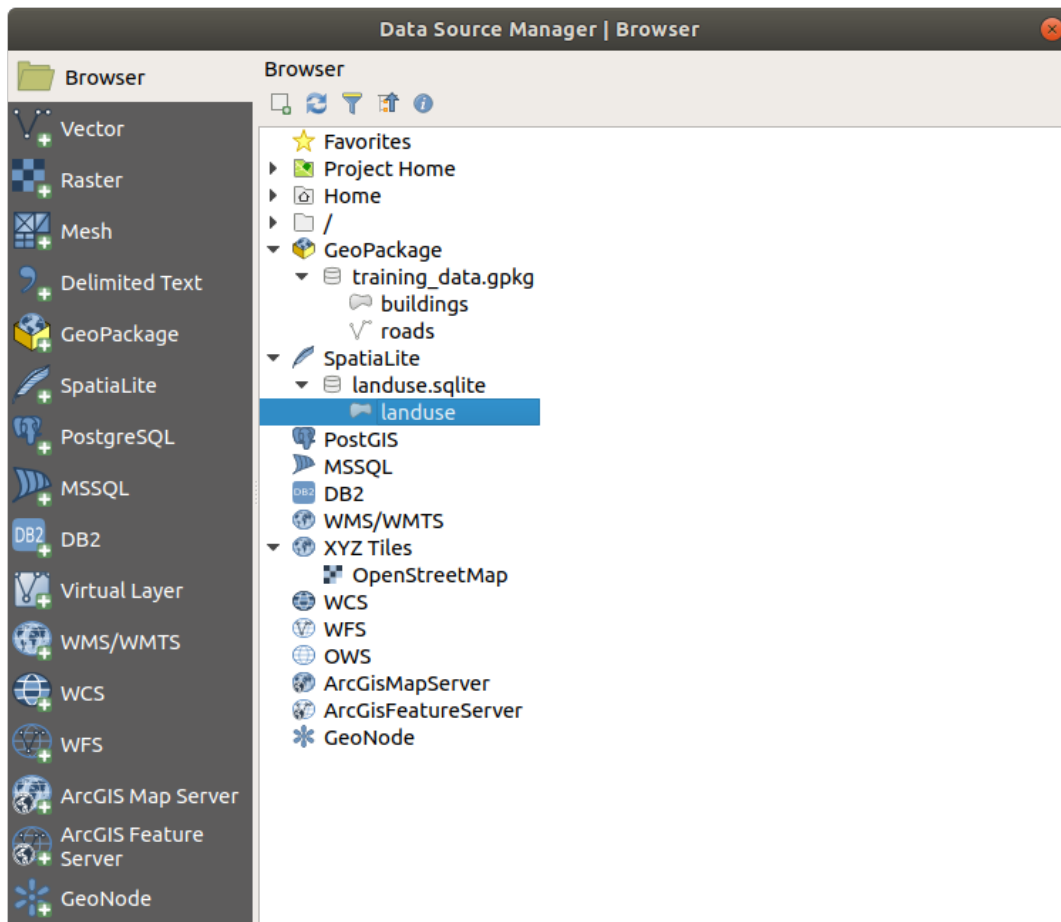 Data Source Manager | Browser
Browser
Vector
Raster
Mesh
Delimited Text
GeoPackage
SpatiaLite
PostgreSQL
MSSQL
DB2
DB2
Virtual Layer
WMS/WMTS
WCS
WFS
ArcGIS Map Server
ArcGIS Feature
Server
GeoNode
Browser
Favorites
Project Home
Home
/
GeoPackage
training_data.gpkg
buildings
roads
SpatiaLite
landuse.sqlite
landuse
PostGIS
MSSQL
DB2 DB2
WMS/WMTS
XYZ Tiles
OpenStreetMap
WCS
WFS
OWS
ArcGisMapServer
ArcGisFeatureServer
GeoNode